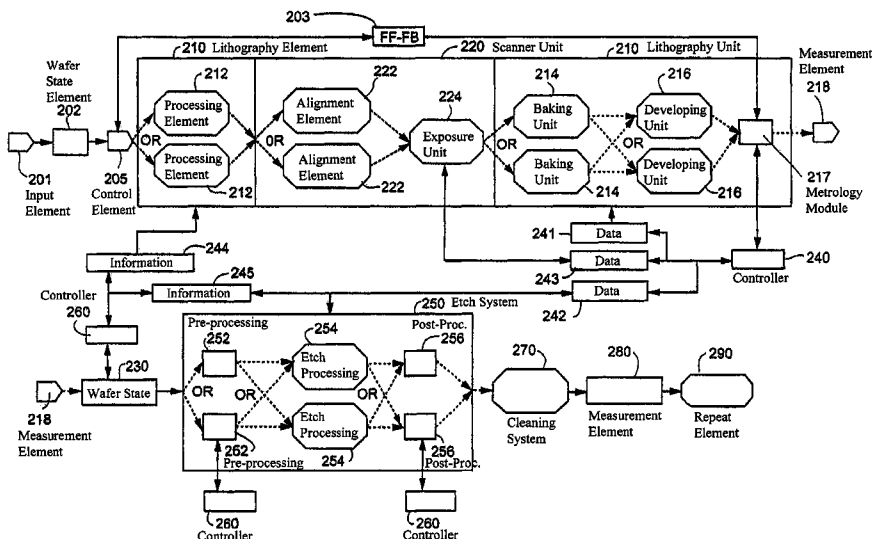 203
FF-FB
210 Lithography Element
220 Scanner Unit
210 Lithography Unit
Measurement
Element
218
Wafer
State
Element
202
212
Processing
Element
OR
Processing
Element
212
222
Alignment
Element
OR
Alignment
Element
222
224
Exposure
Unit
214
Baking
Unit
OR
Baking
Unit
214
216
Developing
Unit
OR
Developing
Unit
216
217
Metrology
Module
201
Input
Element
205
Control
Element
244
Information
245
Information
241
Data
243
Data
242
Data
240
Controller
Controller
260
230
Wafer State
218
Measurement
Element
250
Etch System
Pre-processing
252
OR
262
Pre-processing
254
Etch
Processing
OR
OR
Etch
Processing
254
Post-Proc.
256
256
Post-Proc.
260
Controller
260
Controller
270
Cleaning
System
280
Measurement
Element
290
Repeat
Element